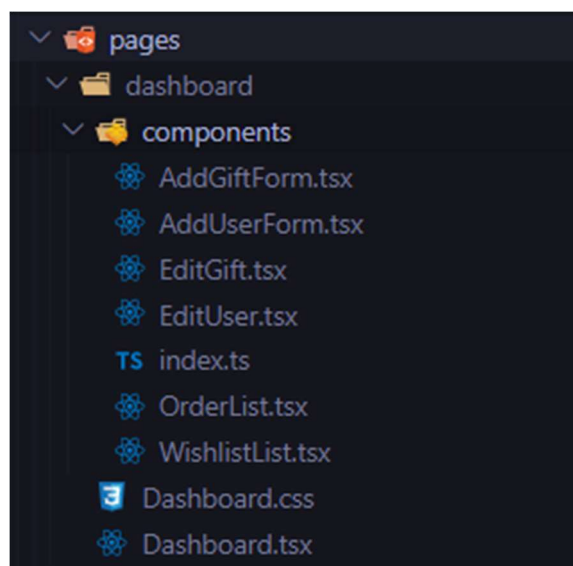 pages
dashboard
components
AddGiftForm.tsx
AddUserForm.tsx
EditGift.tsx
EditUser.tsx
TS index.ts
OrderList.tsx
WishlistList.tsx
Dashboard.css
Dashboard.tsx